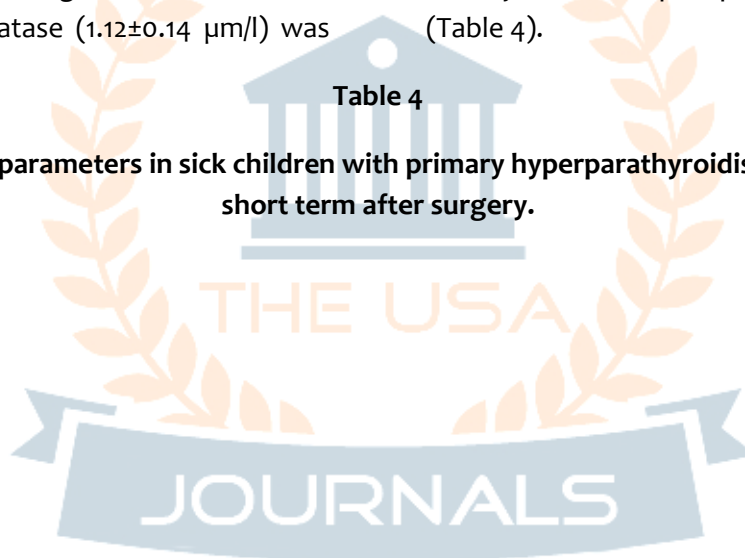 atase (1.12±0.14 μm/l) was (Table 4).
Table 4
parameters in sick children with primary hyperparathyroidis
short term after surgery.
THE USA
JOURNALS